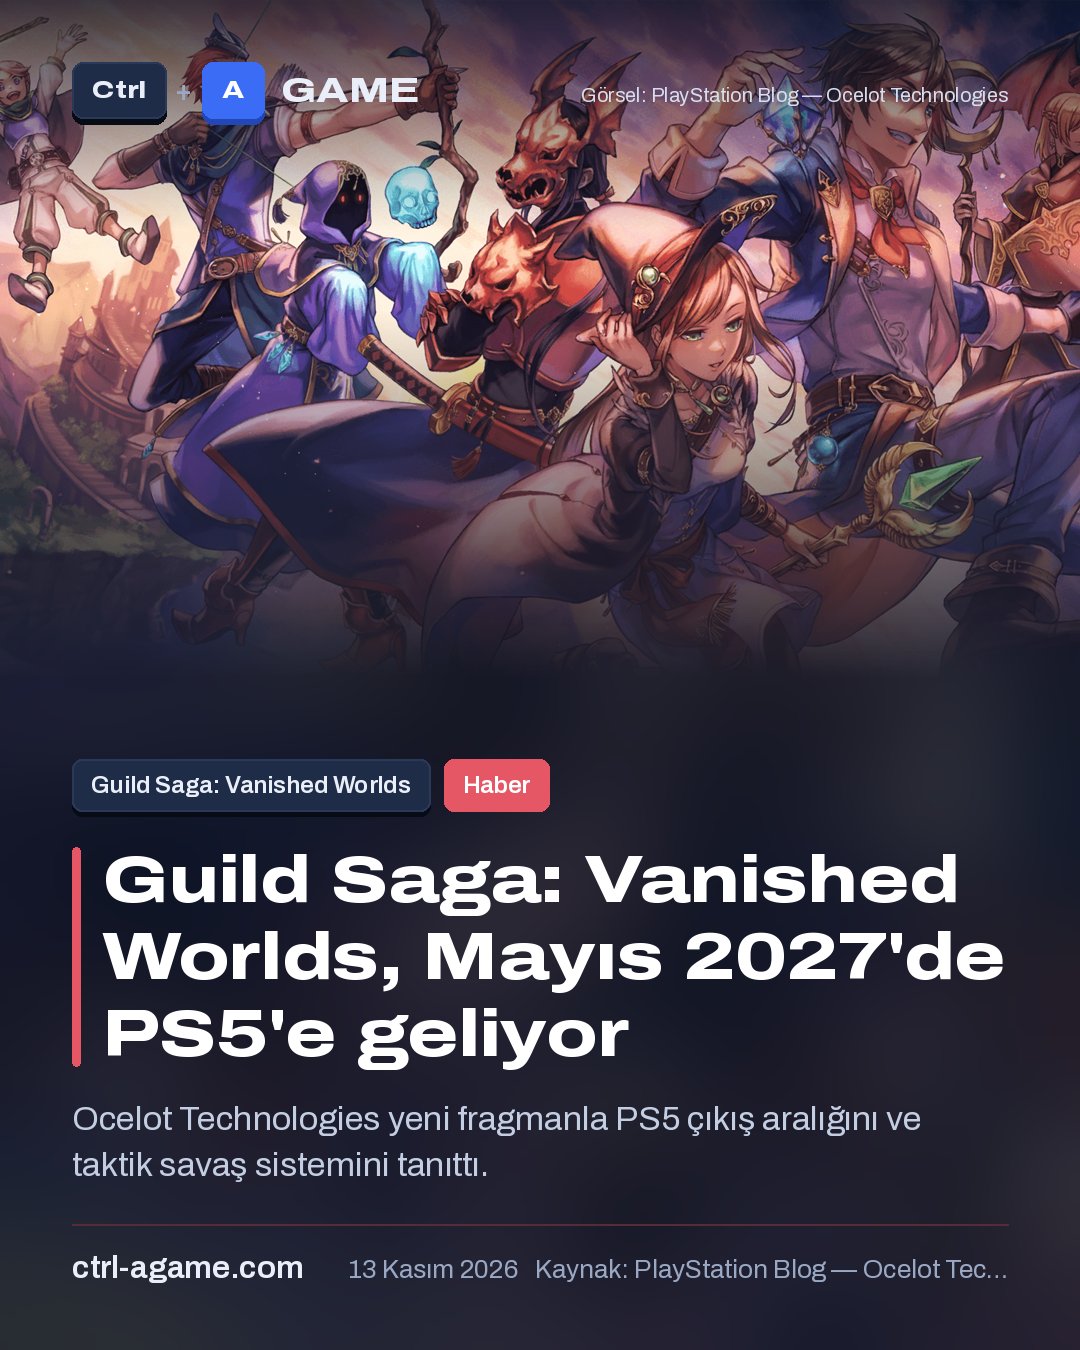 Ctrl + A GAME
Görsel: PlayStation Blog — Ocelot Technologies
Guild Saga: Vanished Worlds
Haber
Guild Saga: Vanished
Worlds, Mayıs 2027'de
PS5'e geliyor
Ocelot Technologies yeni fragmanla PS5 çıkış aralığını ve
taktik savaş sistemini tanıttı.
ctrl-agame.com
13 Kasım 2026 Kaynak: PlayStation Blog — Ocelot Tec...